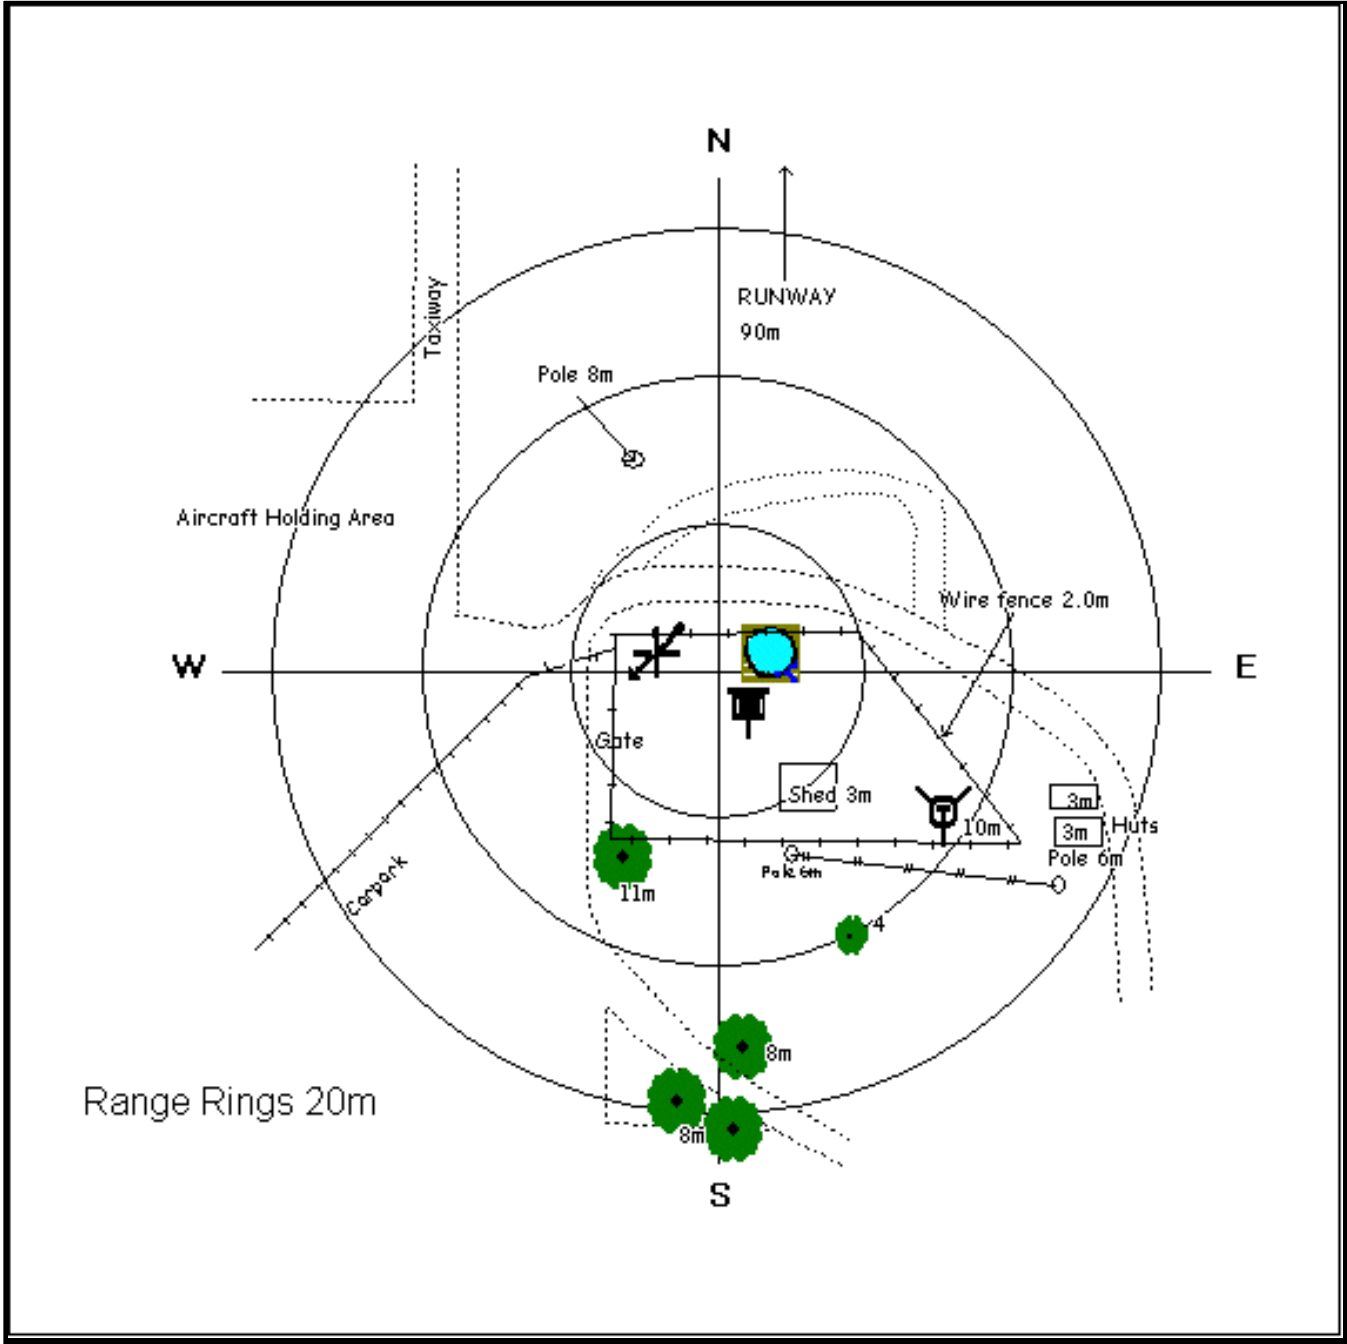 N
RUNWAY
90m
Taxiway
Pole 8m
Aircraft Holding Area
Wire fence 2.0m
W
E
Gate
Shed 3m
10m
3m
3m
Huts
Pole 6m
Pole 6m
11m
Carpark
4
8m
8m
Range Rings 20m
S